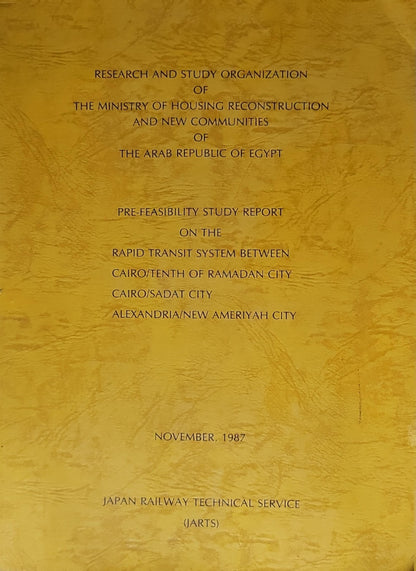 RESEARCH AND STUDY ORGANIZATION
OF
THE MINISTRY OF HOUSING RECONSTRUCTION
AND NEW COMMUNITIES
OF
THE ARAB REPUBLIC OF EGYPT
PRE-FEASIBILITY STUDY REPORT
ON THE
RAPID TRANSIT SYSTEM BETWEEN
CAIRO/TENTH OF RAMADAN CITY
CAIRO/SADAT CITY
ALEXANDRIA/NEW AMERIYAH CITY
NOVEMBER, 1987
JAPAN RAILWAY TECHNICAL SERVICE
(JARTS)